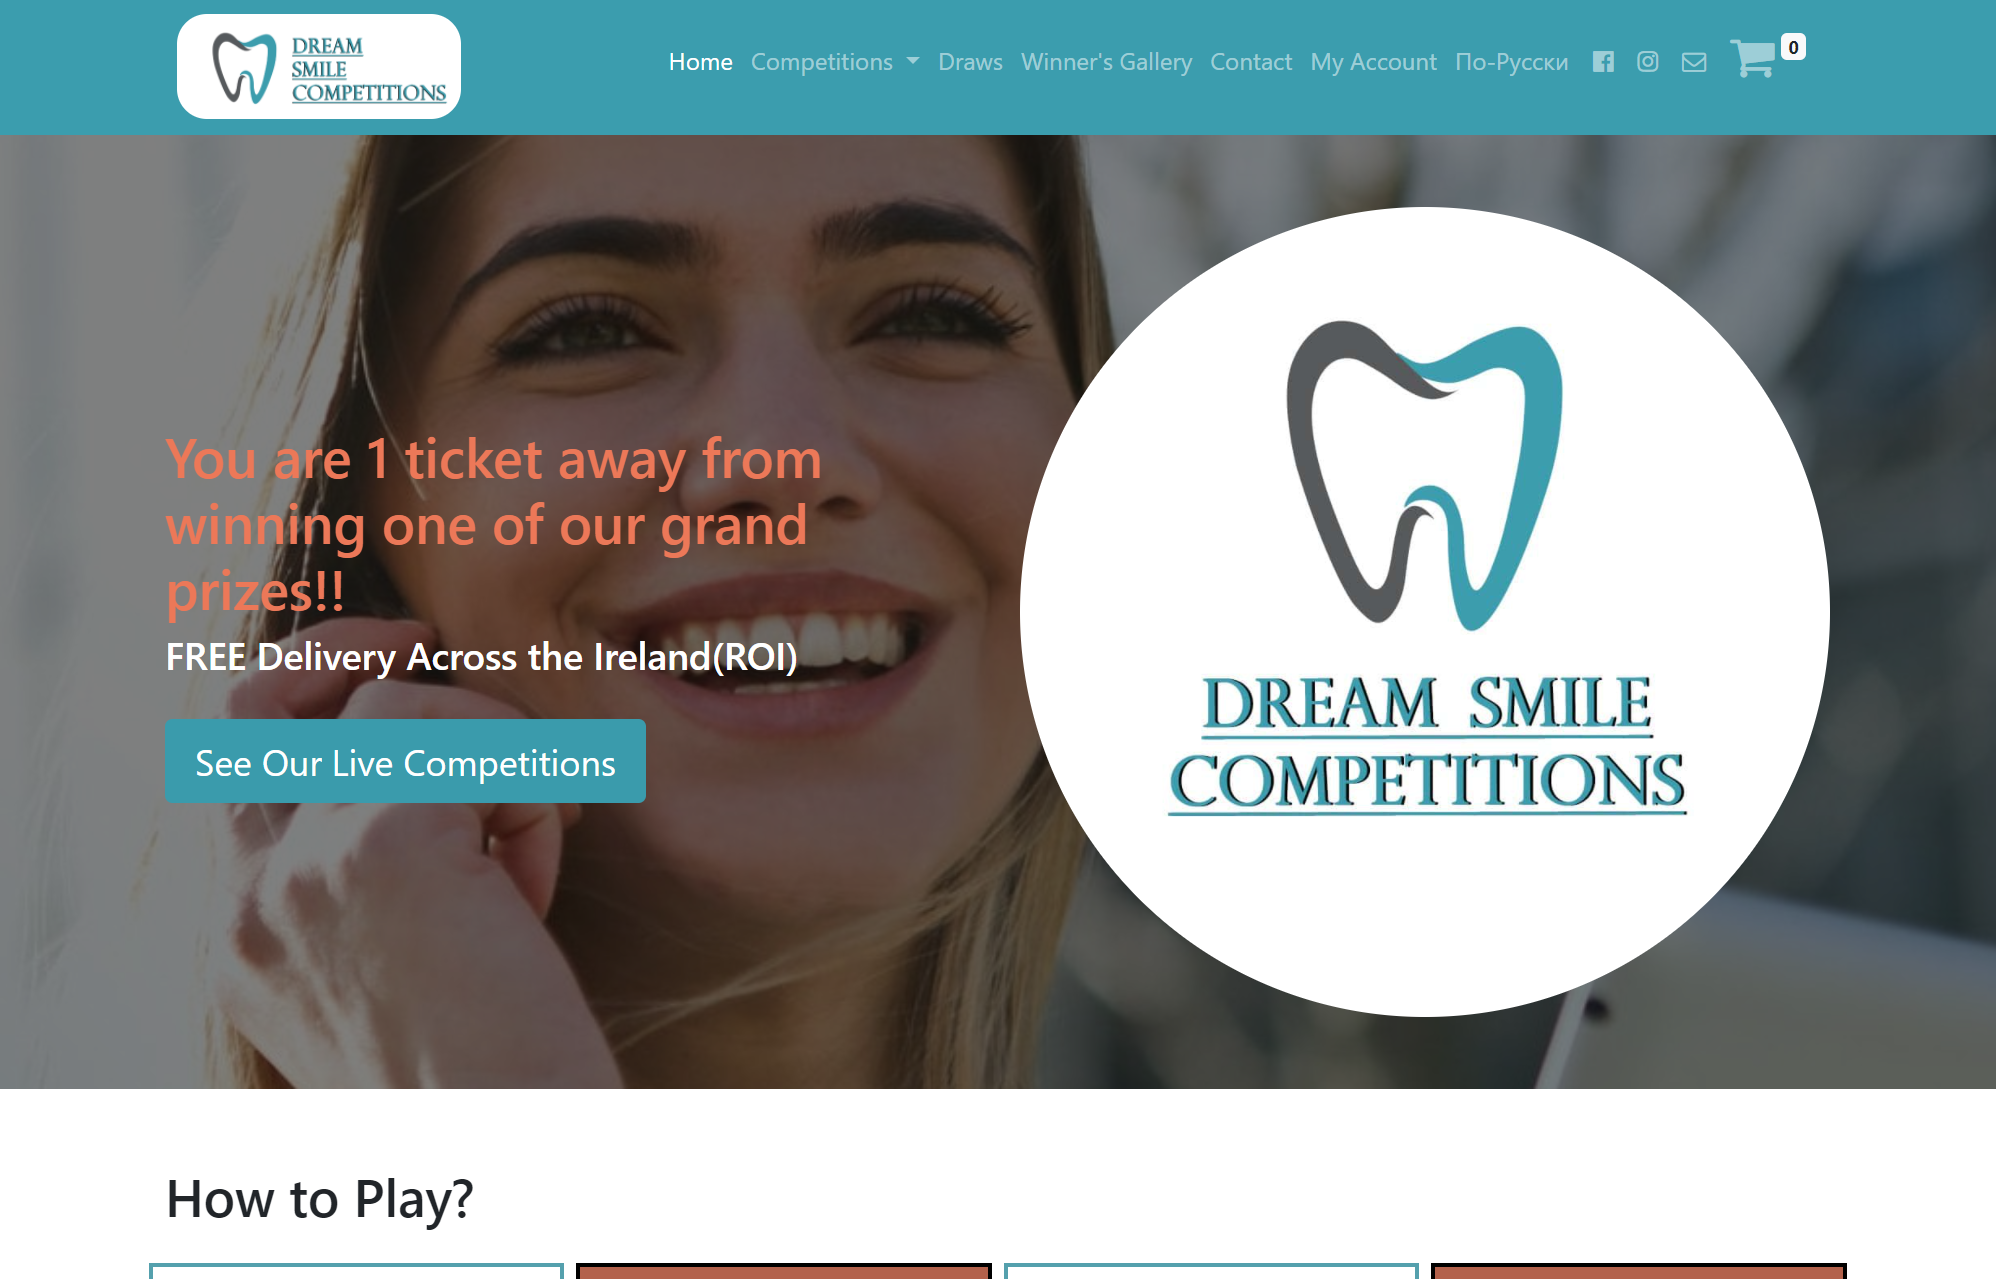 DREAM
SMILE
COMPETITIONS
Home Competitions Draws Winner's Gallery Contact My Account По-Русски 0
You are 1 ticket away from
winning one of our grand
prizes!!
FREE Delivery Across the Ireland(ROI)
See Our Live Competitions
DREAM SMILE
COMPETITIONS
How to Play?